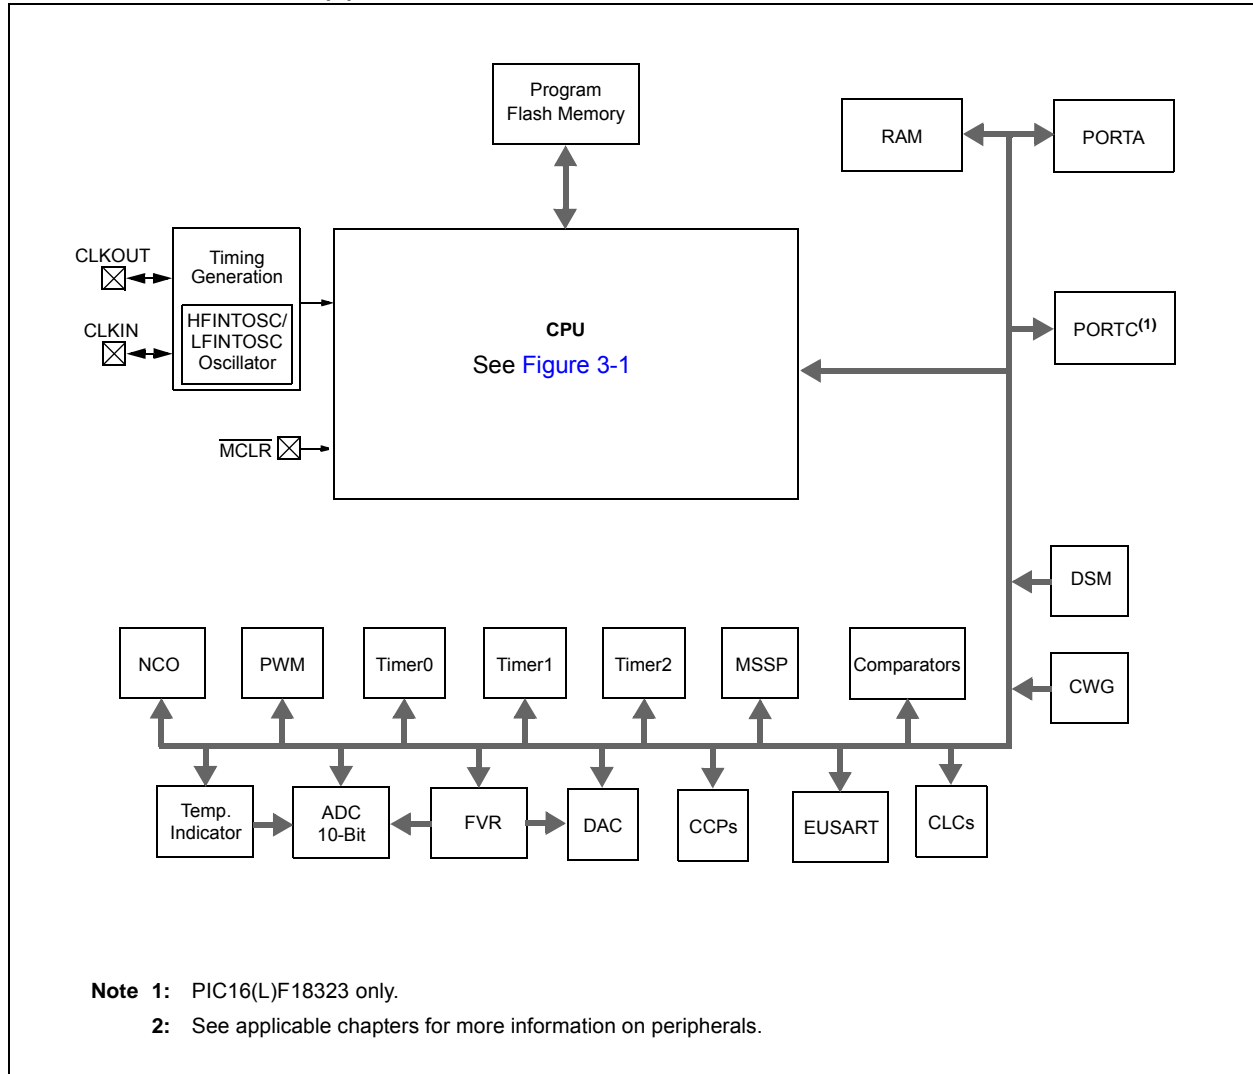 Program
Flash Memory
RAM
PORTA
CLKOUT
Timing
Generation
HFINTOSC/
LFINTOSC
Oscillator
CLKIN
CPU
See Figure 3-1
PORTC(1)
MCLR
DSM
CWG
NCO
PWM
Timer0
Timer1
Timer2
MSSP
Comparators
Temp.
Indicator
ADC
10-Bit
FVR
DAC
CCPs
EUSART
CLCs
Note 1: PIC16(L)F18323 only.
2: See applicable chapters for more information on peripherals.